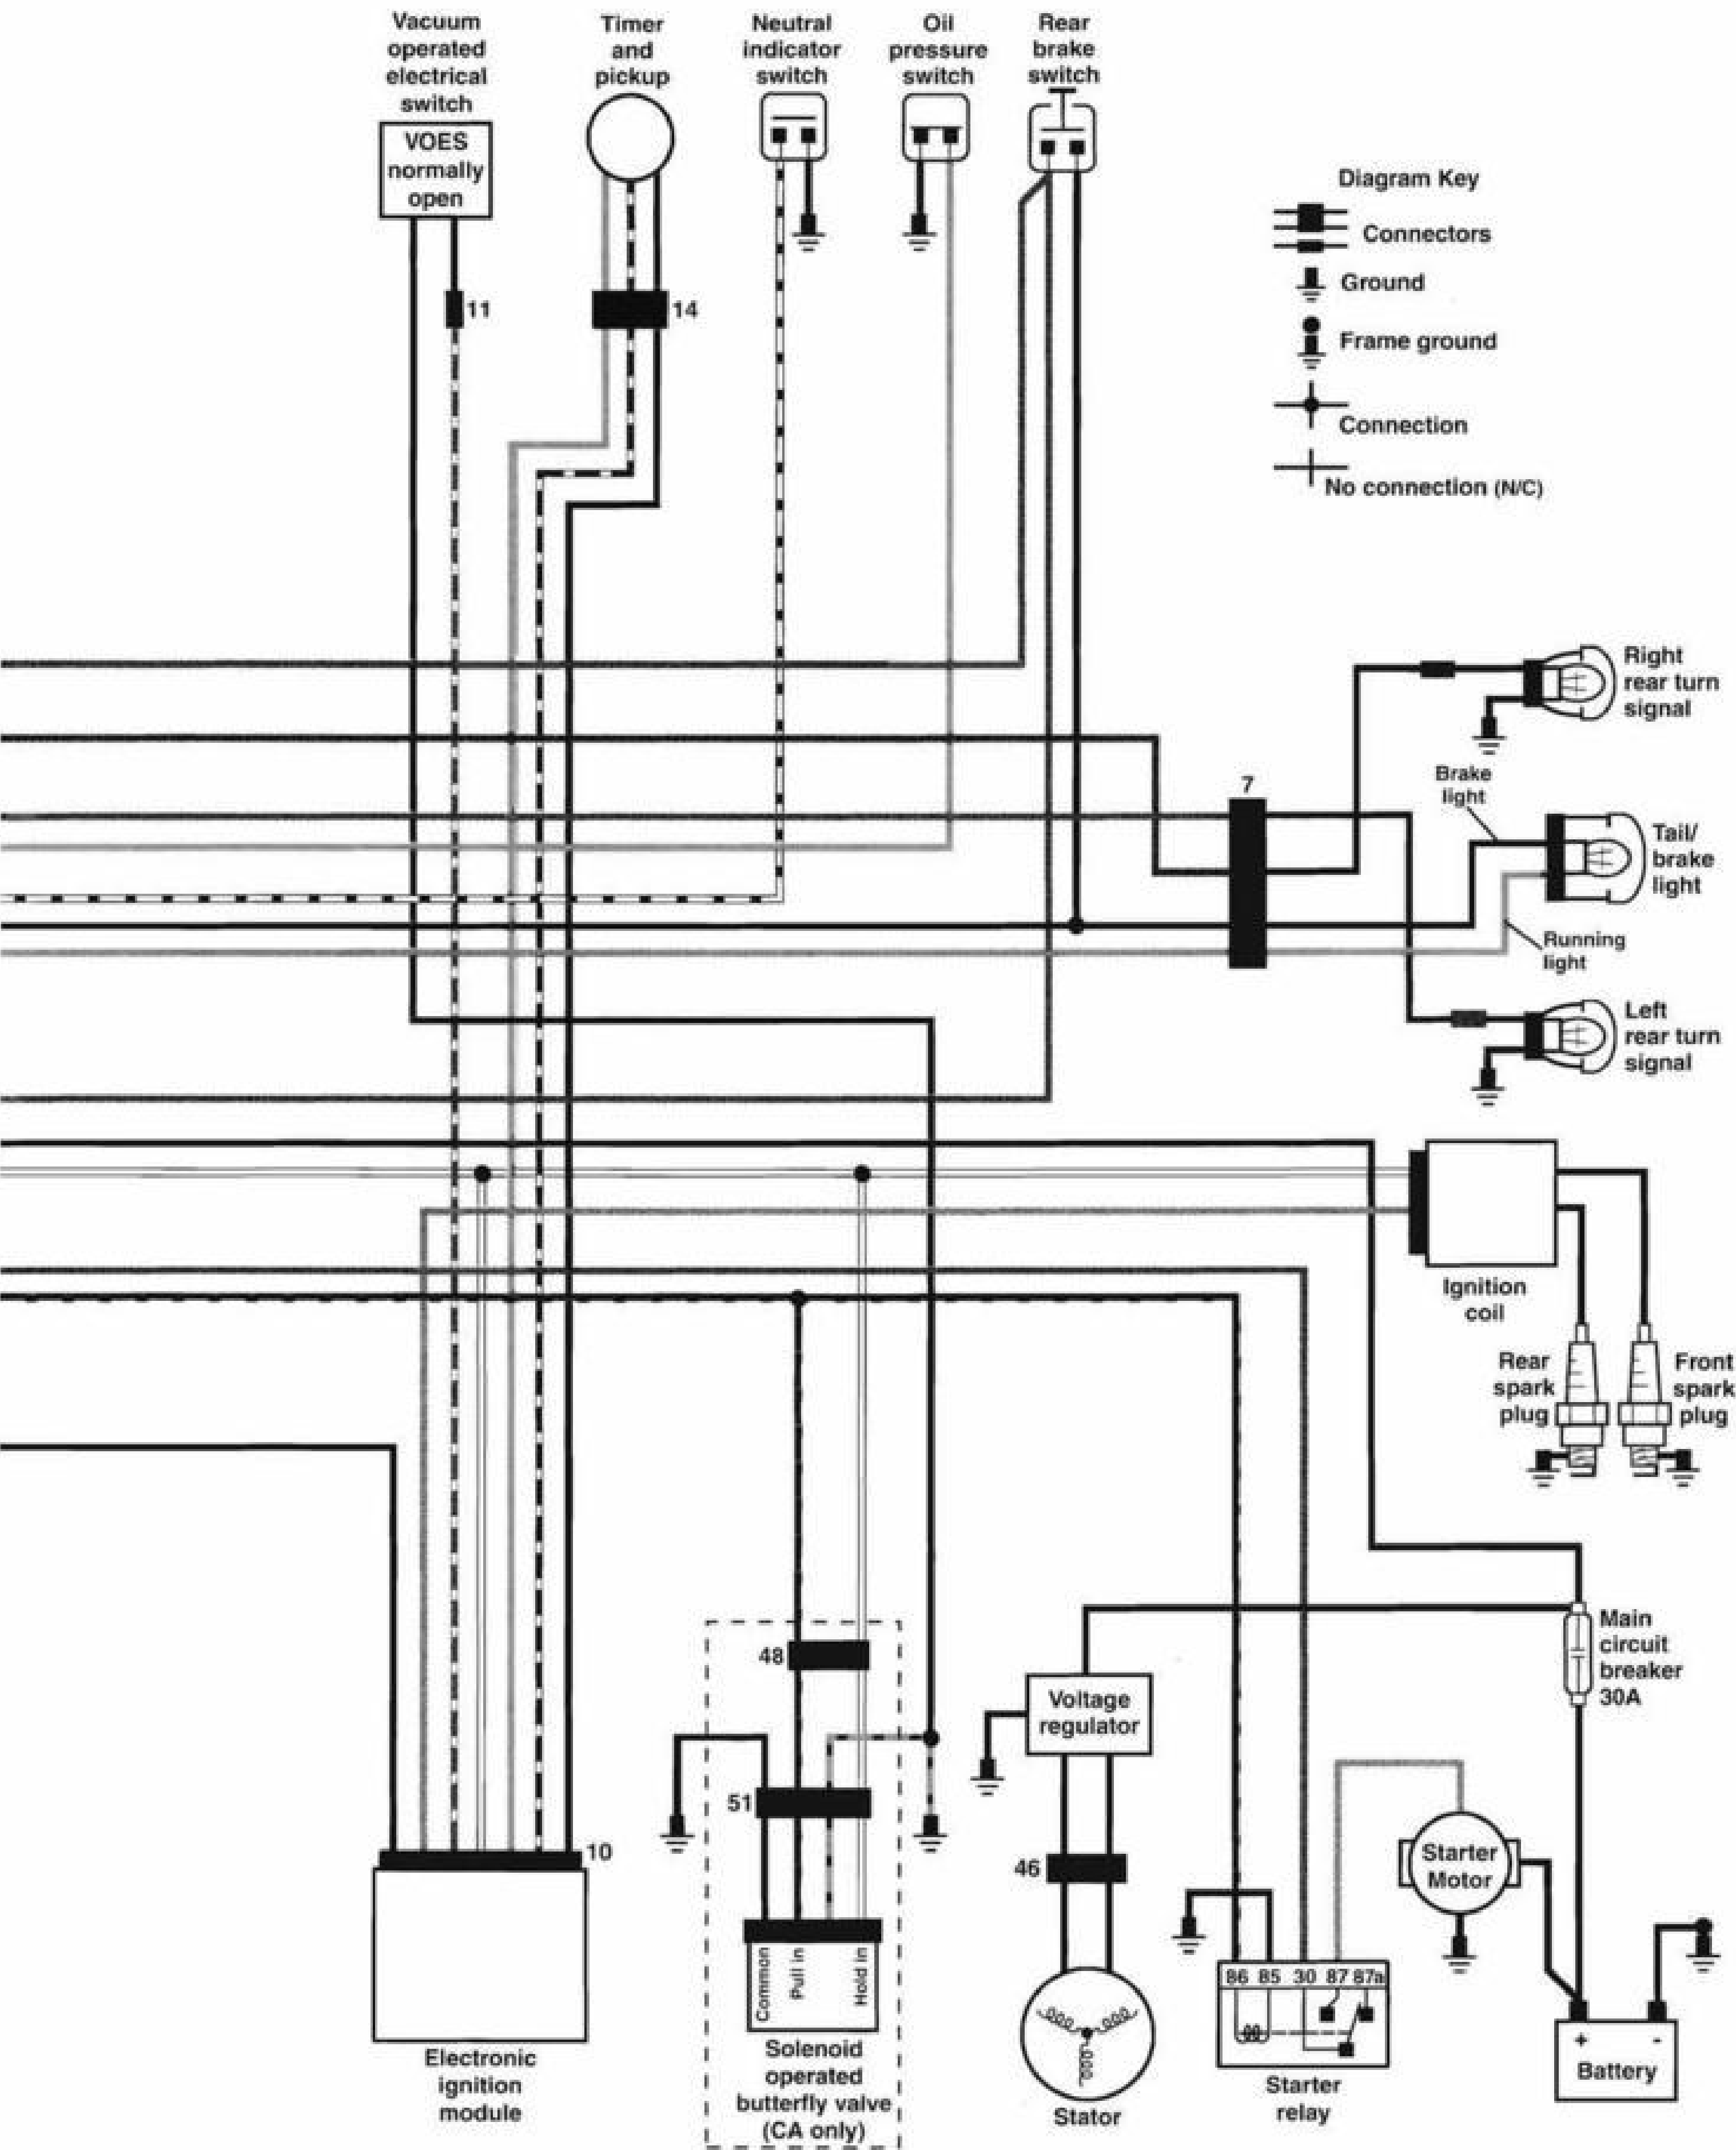 Vacuum
operated
electrical
switch
VOES
normally
open
Timer
and
pickup
Neutral
indicator
switch
Oil
pressure
switch
Rear
brake
switch
Diagram Key
Connectors
Ground
Frame ground
Connection
No connection (N/C)
11
14
Right
rear turn
signal
7
Brake
light
Tail/
brake
light
Running
light
Left
rear turn
signal
Ignition
coil
Rear
spark
plug
Front
spark
plug
Main
circuit
breaker
30A
48
Voltage
regulator
51
10
46
Starter
Motor
Common
Pull in
Hold in
86 85 30 87 87a
+ -
Battery
Electronic
ignition
module
Solenoid
operated
butterfly valve
(CA only)
Stator
Starter
relay